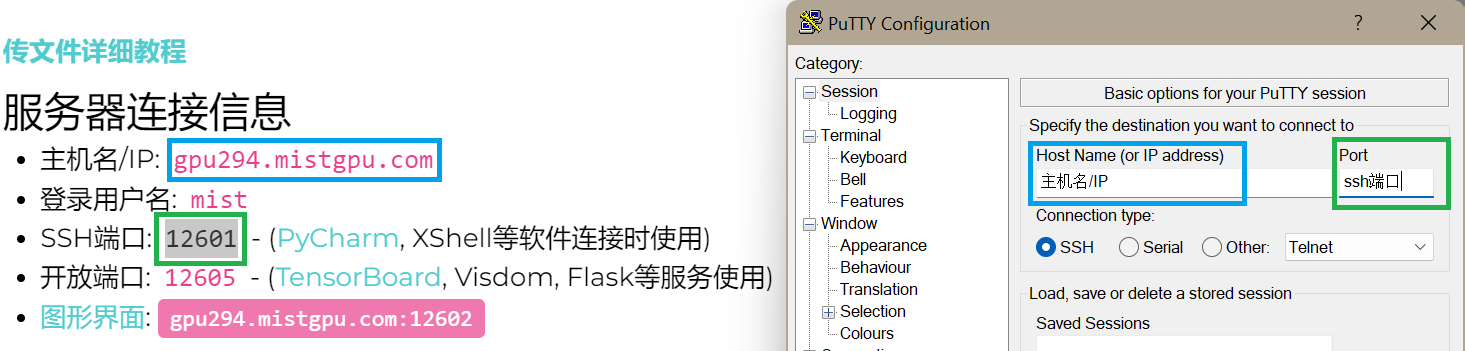 传文件详细教程
服务器连接信息
主机名/IP: gpu294.mistgpu.com
登录用户名: mist
SSH端口: 12601 - (PyCharm, XShell等软件连接时使用)
开放端口: 12605 - (TensorBoard, Visdom, Flask等服务使用)
图形界面: gpu294.mistgpu.com:12602
PuTTY Configuration
? ×
Category:
Session
Logging
Terminal
Keyboard
Bell
Features
Window
Appearance
Behaviour
Translation
Selection
Colours
Basic options for your PuTTY session
Specify the destination you want to connect to
Host Name (or IP address) Port
主机名/IP ssh端口
Connection type:
SSH Serial Other: Telnet
Load, save or delete a stored session
Saved Sessions